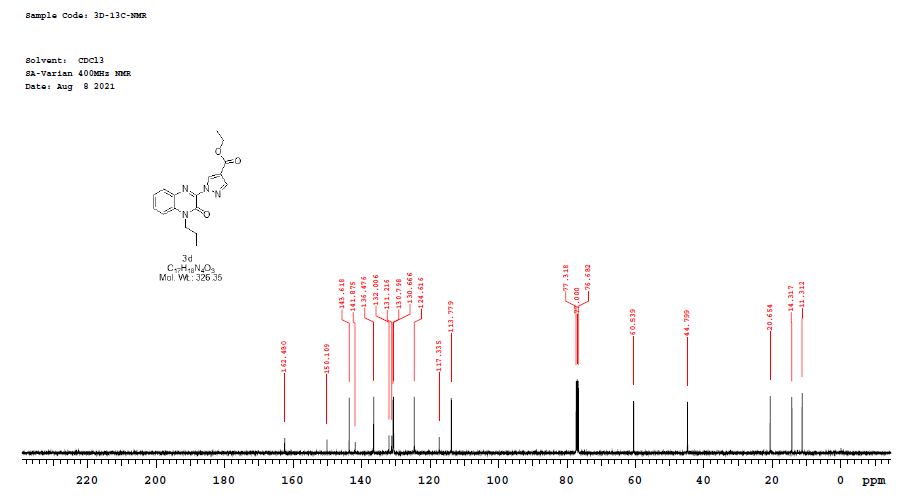 Sample Code: 3D-13C-NMR
Solvent: CDCl3
SA-Varian 400MHz NMR
Date: Aug 8 2021
O
O
N
N
N
N
O
3d
C₁₇H₁₈N₄O₃
Mol. Wt.: 326.35
162.480
150.109
143.618
141.875
136.476
132.006
131.216
130.798
130.666
124.616
117.335
113.779
77.318
77.000
76.682
60.539
44.799
20.654
14.317
11.312
220 200 180 160 140 120 100 80 60 40 20 0 ppm